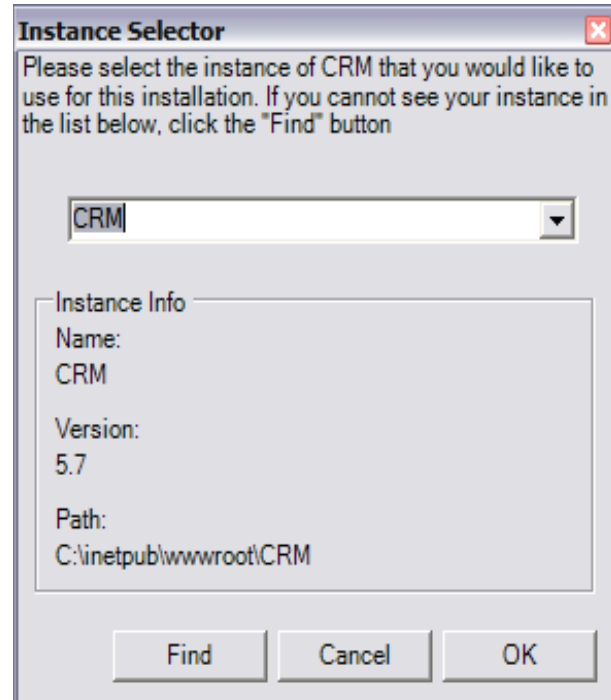 Instance Selector
Please select the instance of CRM that you would like to
use for this installation. If you cannot see your instance in
the list below, click the "Find" button
CRM
Instance Info
Name:
CRM
Version:
5.7
Path:
C:\inetpub\wwwroot\CRM
Find Cancel OK